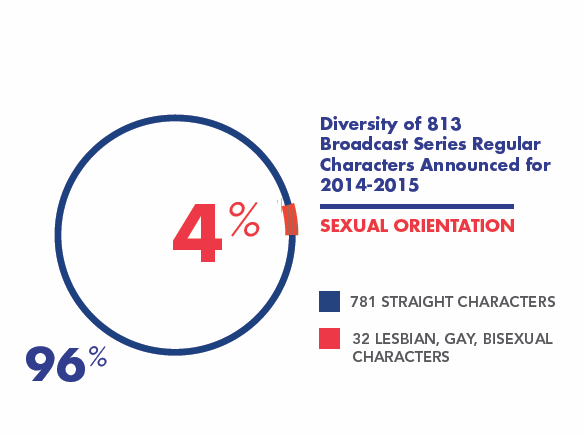 Diversity of 813
Broadcast Series Regular
Characters Announced for
2014-2015
SEXUAL ORIENTATION
4%
781 STRAIGHT CHARACTERS
32 LESBIAN, GAY, BISEXUAL
CHARACTERS
96%